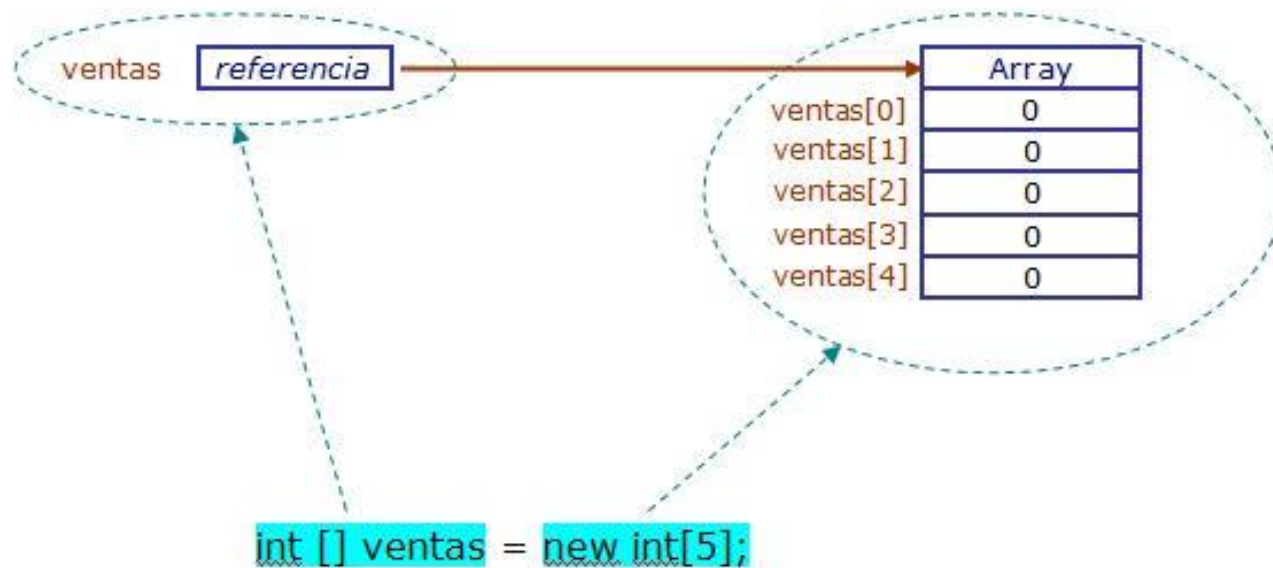 ventas referencia Array
ventas[0] 0
ventas[1] 0
ventas[2] 0
ventas[3] 0
ventas[4] 0
int [] ventas = new int[5];